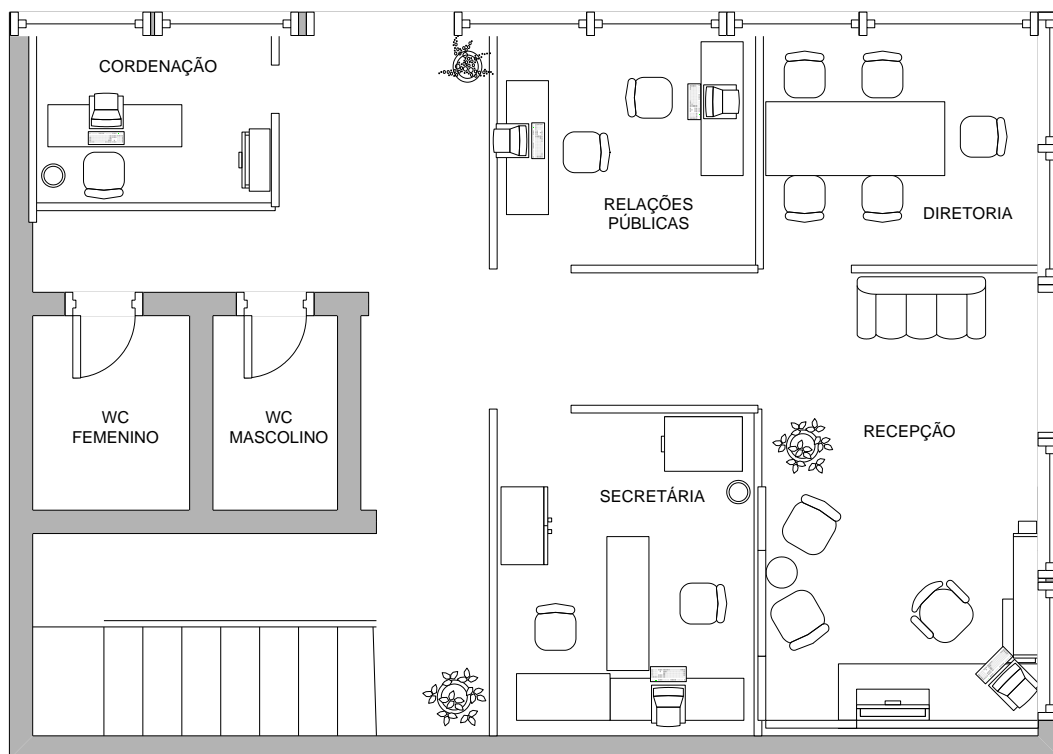 CORDENAÇÃO
RELAÇÕES
PÚBLICAS
DIRETORIA
WC
FEMENINO
WC
MASCOLINO
RECEPÇÃO
SECRETÁRIA